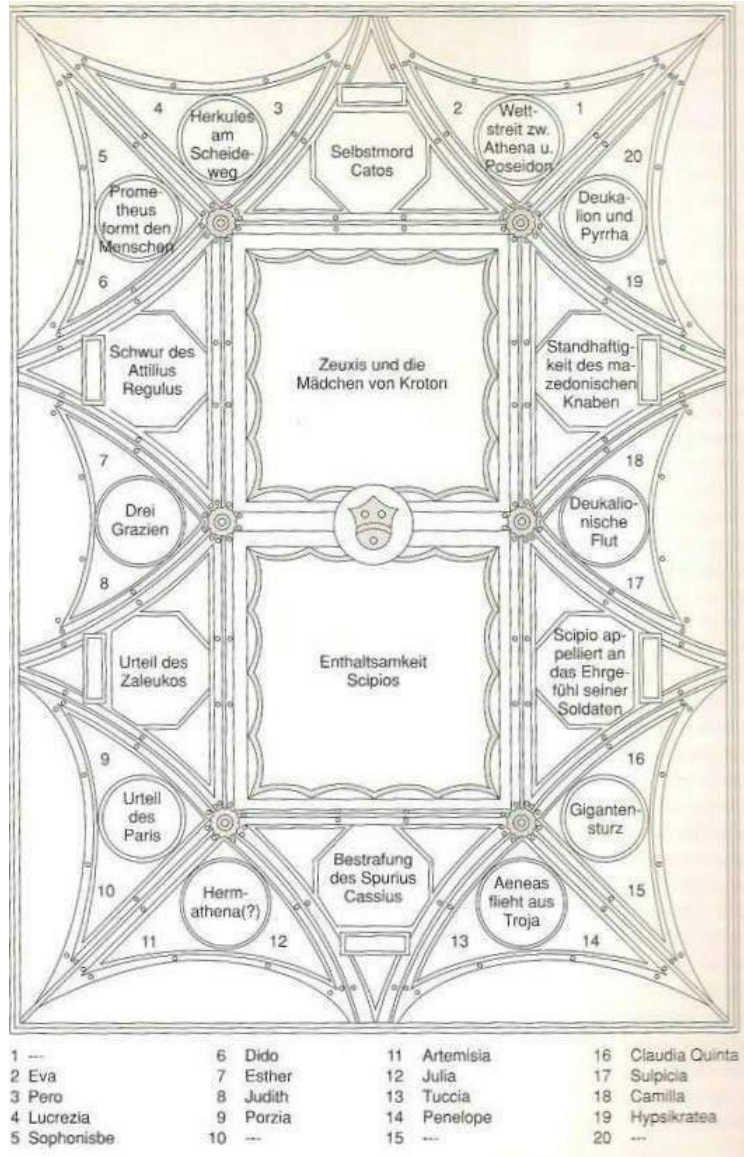 4
Herkules
am
Scheide-
weg
3
Selbstmord
Catos
2
Wett-
streit zw.
Athena u.
Poseidon
1
5
Prome-
theus
formt den
Menschen
6
20
Deuka-
lion und
Pyrrha
19
Schwur des
Attilius
Regulus
Zeuxis und die
Mädchen von Kroton
Standhaftig-
keit des ma-
zedonischen
Knaben
7
Drei
Grazien
8
18
Deukalio-
nische
Flut
17
Urteil des
Zaleukos
Enthaltsamkeit
Scipios
Scipio ap-
pelliert an
das Ehrge-
fühl seiner
Soldaten
9
Urteil
des
Paris
10
16
Giganten-
sturz
15
Bestrafung
des Spurius
Cassius
11
Herm-
athena(?)
12
13
Aeneas
flieht aus
Troja
14
1 ---
2 Eva
3 Pero
4 Lucrezia
5 Sophonisbe
6 Dido
7 Esther
8 Judith
9 Porzia
10 ---
11 Artemisia
12 Julia
13 Tuccia
14 Penelope
15 ---
16 Claudia Quinta
17 Sulpicia
18 Camilla
19 Hypsikratea
20 ---